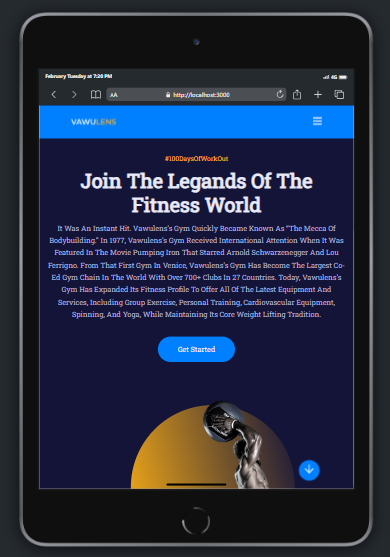 February Tuesday at 7:26 PM
4G
AA
http://localhost:3000
VAWULENS
#100DaysOfWorkOut
Join The Legands Of The
Fitness World
It Was An Instant Hit. Vawulens's Gym Quickly Became Known As "The Mecca Of
Bodybuilding." In 1977, Vawulens's Gym Received International Attention When It Was
Featured In The Movie Pumping Iron That Starred Arnold Schwarzenegger And Lou
Ferrigno. From That First Gym In Venice, Vawulens's Gym Has Become The Largest Co-
Ed Gym Chain In The World With Over 700+ Clubs In 27 Countries. Today, Vawulens's
Gym Has Expanded Its Fitness Profile To Offer All Of The Latest Equipment And
Services, Including Group Exercise, Personal Training, Cardiovascular Equipment,
Spinning, And Yoga, While Maintaining Its Core Weight Lifting Tradition.
Get Started